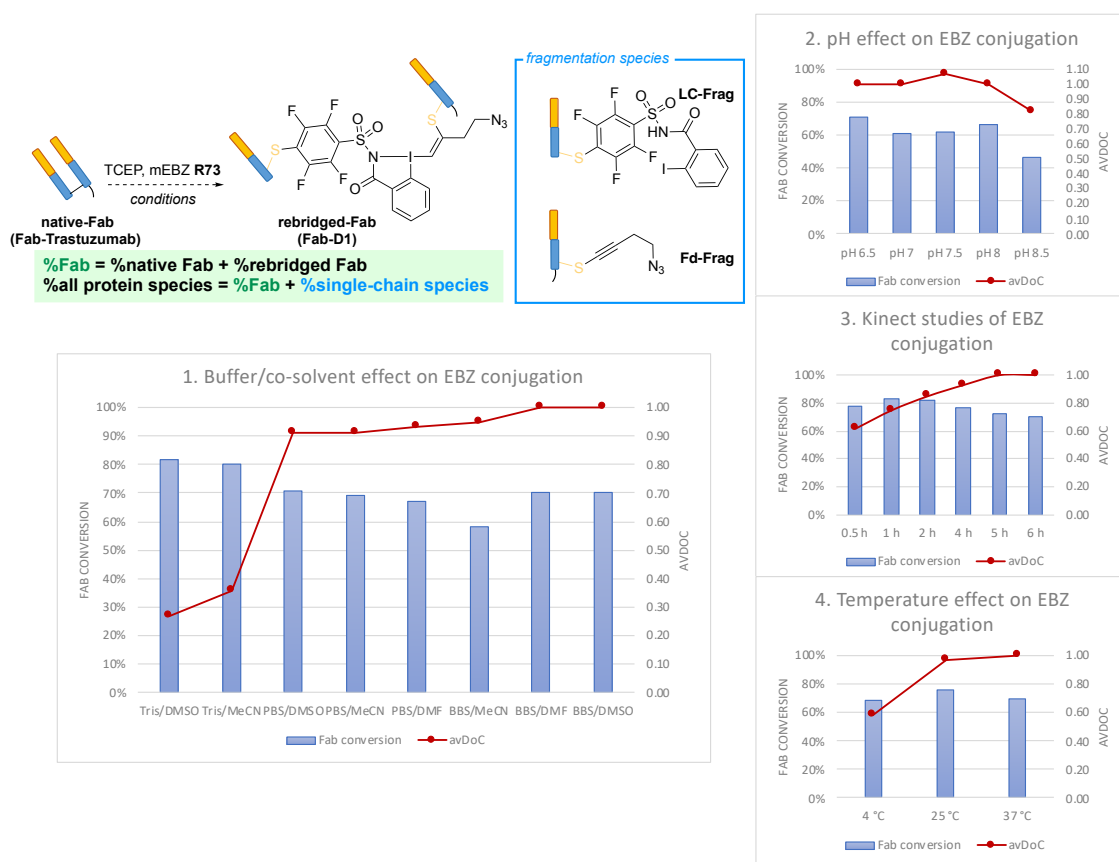 fragmentation species
F
F
F
F
S
O
O
S
N
I
O
S
N3
TCEP, mEBZ R73
conditions
native-Fab
(Fab-Trastuzumab)
rebridged-Fab
(Fab-D1)
%Fab = %native Fab + %rebridged Fab
%all protein species = %Fab + %single-chain species
LC-Frag
F
F
F
F
S
O
O
S
NH
O
I
S
N3
Fd-Frag
1. Buffer/co-solvent effect on EBZ conjugation
FAB CONVERSION
100%
90%
80%
70%
60%
50%
40%
30%
20%
10%
0%
1.00
0.90
0.80
0.70
0.60
0.50
0.40
0.30
0.20
0.10
0.00
AVDOC
Tris/DMSO Tris/MeCN PBS/DMSO PBS/MeCN PBS/DMF BBS/MeCN BBS/DMF BBS/DMSO
Fab conversion avDoC
2. pH effect on EBZ conjugation
FAB CONVERSION
100%
80%
60%
40%
20%
0%
1.10
1.00
0.90
0.80
0.70
0.60
0.50
0.40
0.30
0.20
0.10
0.00
AVDOC
pH 6.5 pH 7 pH 7.5 pH 8 pH 8.5
Fab conversion avDoC
3. Kinect studies of EBZ
conjugation
FAB CONVERSION
100%
80%
60%
40%
20%
0%
1.00
0.80
0.60
0.40
0.20
0.00
AVDOC
0.5 h 1 h 2 h 4 h 5 h 6 h
Fab conversion avDoC
4. Temperature effect on EBZ
conjugation
FAB CONVERSION
100%
80%
60%
40%
20%
0%
1.00
0.80
0.60
0.40
0.20
0.00
AVDOC
4 °C 25 °C 37 °C
Fab conversion avDoC